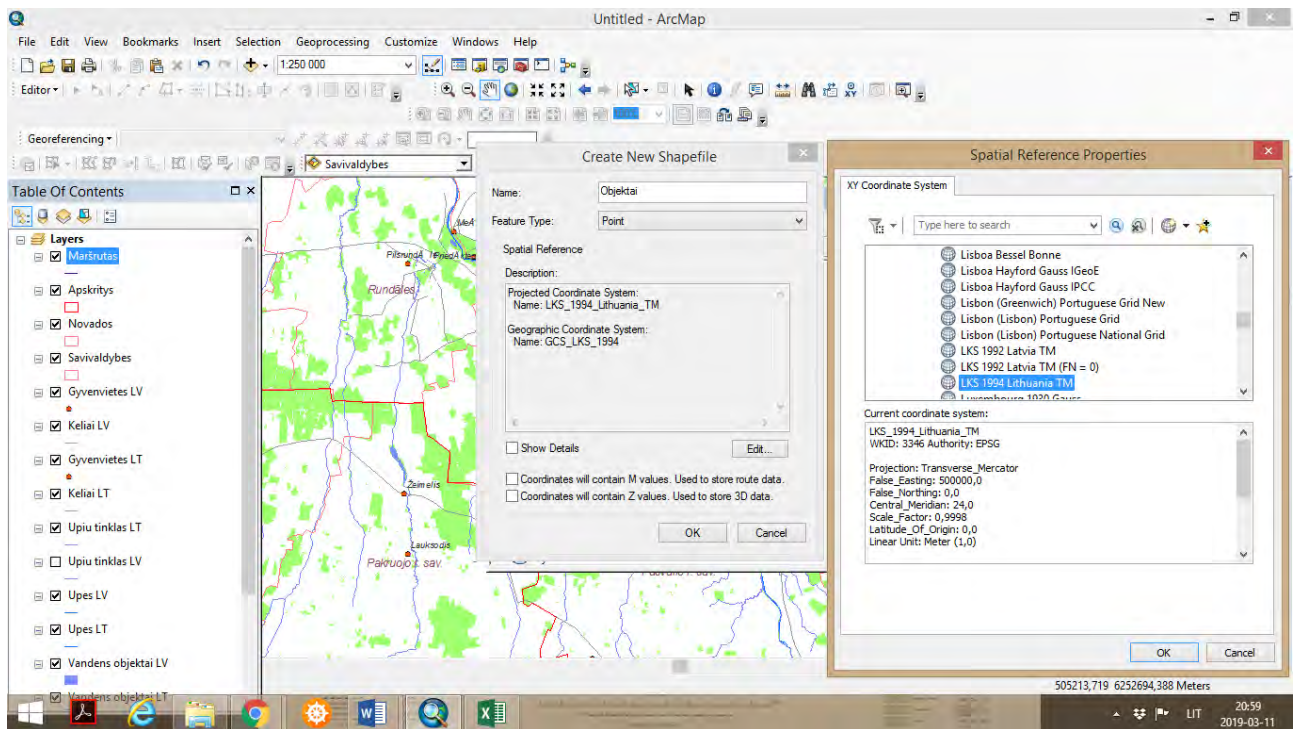 Untitled - ArcMap
File Edit View Bookmarks Insert Selection Geoprocessing Customize Windows Help
1:250 000
Editor
Georeferencing
Savivaldybes
Table Of Contents
Layers
Maršrutas
Apskritys
Novados
Savivaldybes
Gyvenvietes LV
Keliai LV
Gyvenvietes LT
Keliai LT
Upiu tinklas LT
Upiu tinklas LT
Upes LV
Upes LT
Vandens objektai LV
Vandens objektai LT
Rundāles
Žeimelis
Lauksodis
Pakruojo r. sav.
Create New Shapefile
Name: Objektai
Feature Type: Point
Spatial Reference
Description:
Projected Coordinate System:
Name: LKS_1994_Lithuania_TM
Geographic Coordinate System:
Name: GCS_LKS_1994
Show Details
Edit...
Coordinates will contain M values. Used to store route data.
Coordinates will contain Z values. Used to store 3D data.
OK Cancel
Spatial Reference Properties
XY Coordinate System
Type here to search
Lisboa Bessel Bonne
Lisboa Hayford Gauss IGeoE
Lisboa Hayford Gauss IPCC
Lisbon (Greenwich) Portuguese Grid New
Lisbon (Lisbon) Portuguese Grid
Lisbon (Lisbon) Portuguese National Grid
LKS 1992 Latvia TM
LKS 1992 Latvia TM (FN = 0)
LKS 1994 Lithuania TM
Luxembourg 1930 Gauss
Current coordinate system:
LKS_1994_Lithuania_TM
WKID: 3346 Authority: EPSG
Projection: Transverse_Mercator
False_Easting: 500000,0
False_Northing: 0,0
Central_Meridian: 24,0
Scale_Factor: 0,9998
Latitude_Of_Origin: 0,0
Linear Unit: Meter (1,0)
OK Cancel
505213,719 6252694,388 Meters
LIT
20:59
2019-03-11